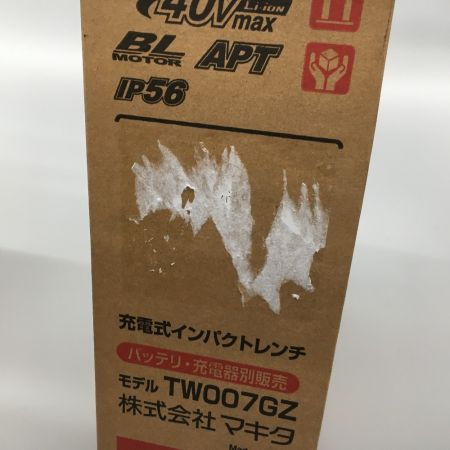 40V Li-ION
max
BL
MOTOR
APT
IP56
充電式インパクトレンチ
バッテリ・充電器別販売
モデル TW007GZ
株式会社 マキタ